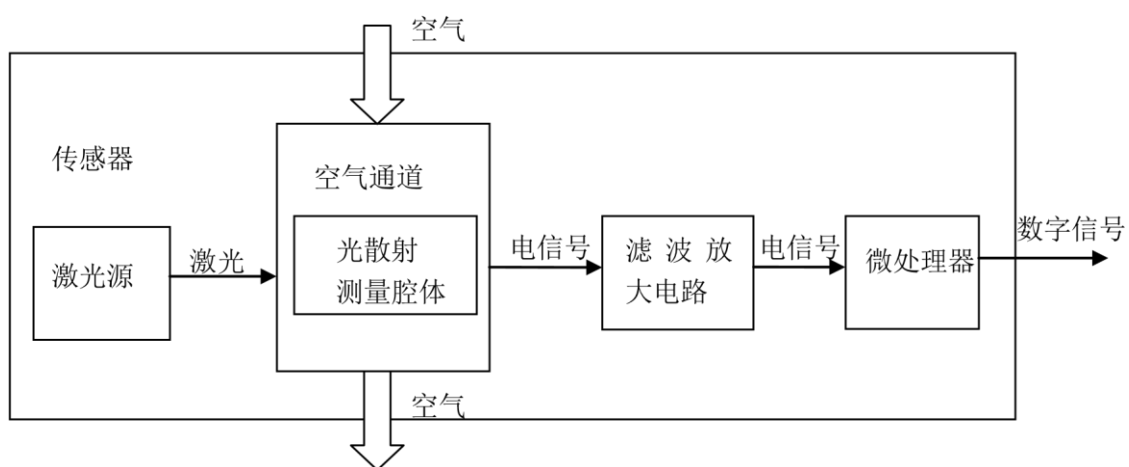 空气
传感器
空气通道
激光源
激光
光散射
测量腔体
电信号
滤波放
大电路
电信号
微处理器
数字信号
空气